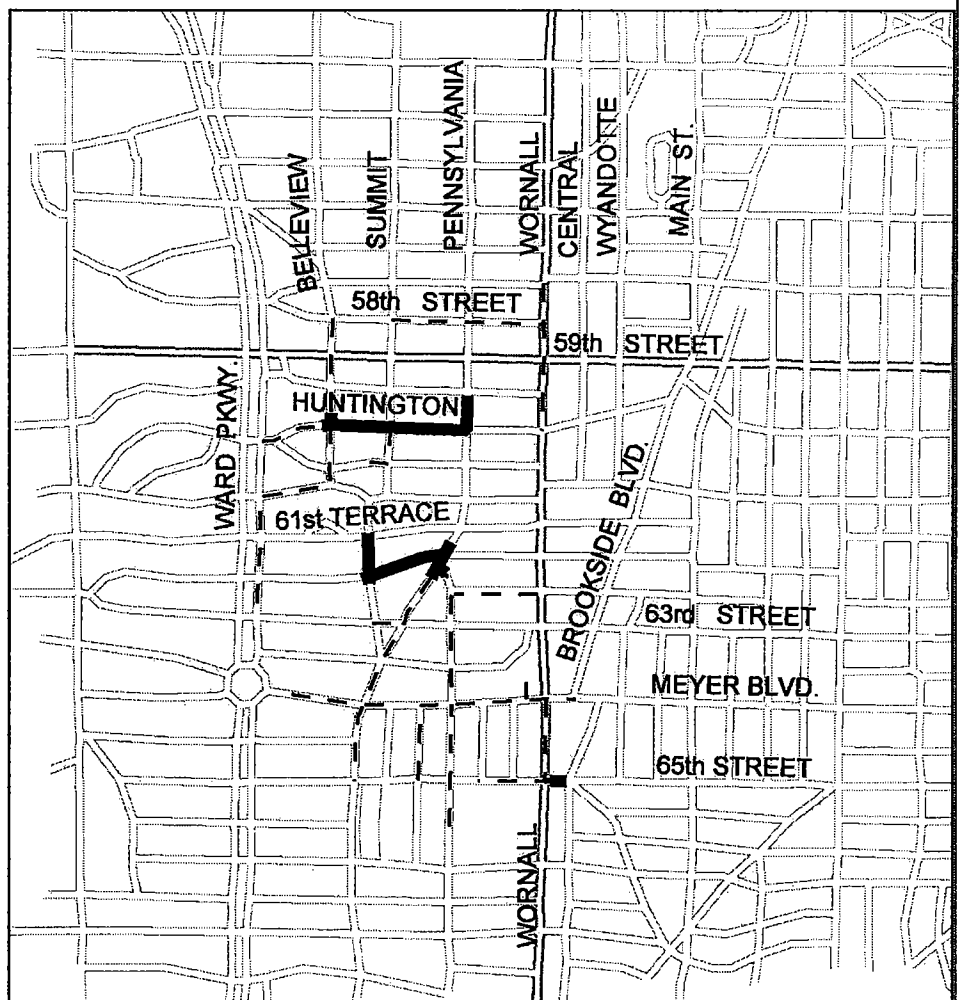 BELLEVIEW
SUMMIT
PENNSYLVANIA
WORNALL
CENTRAL
WYANDOTTE
MAIN ST.
58th STREET
59th STREET
WARD PKWY.
HUNTINGTON
61st TERRACE
BROOKSIDE BLVD.
63rd STREET
MEYER BLVD.
65th STREET
WORNALL